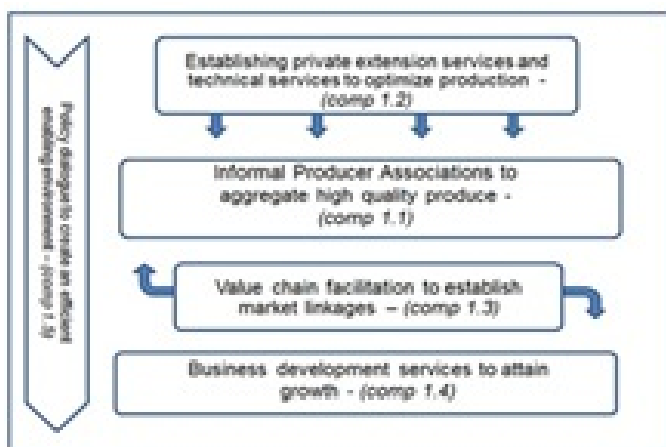 Policy dialogue to create an efficient
enabling environment - (comp 1.5)
Establishing private extension services and
technical services to optimize production -
(comp 1.2)
Informal Producer Associations to
aggregate high quality produce -
(comp 1.1)
Value chain facilitation to establish
market linkages – (comp 1.3)
Business development services to attain
growth - (comp 1.4)